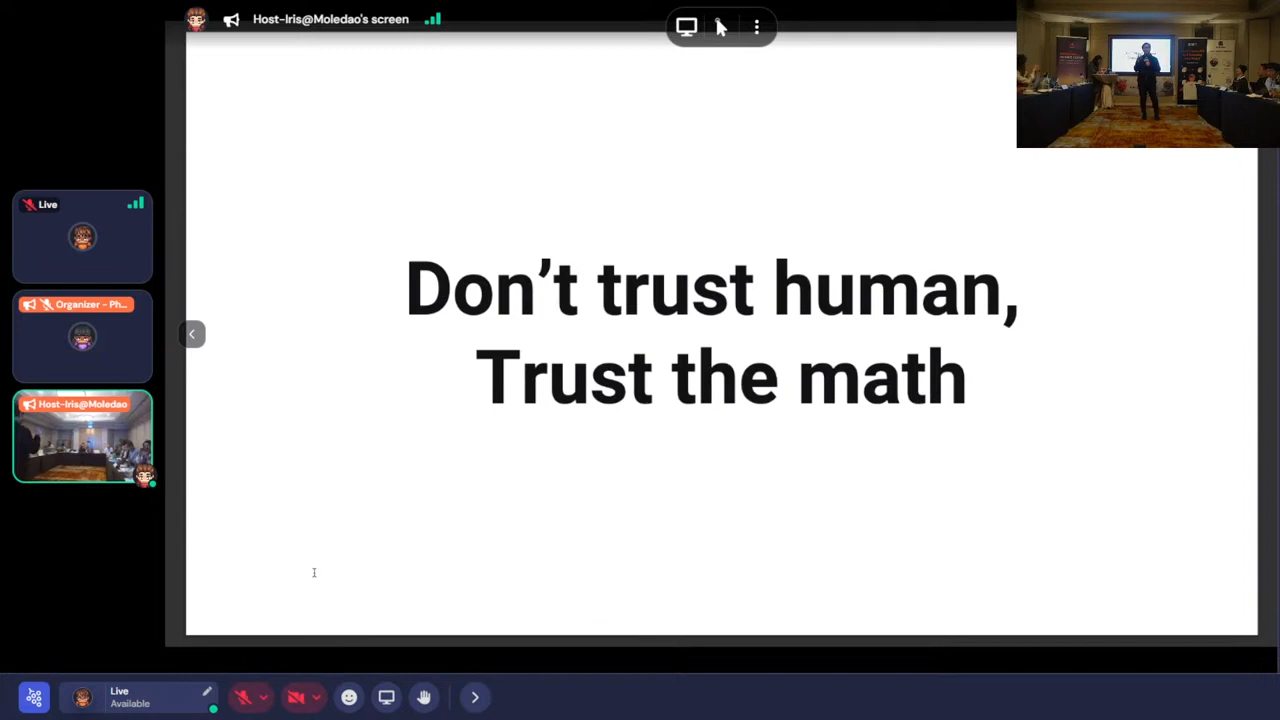 Host-Iris@Moledao's screen
Live
Organizer - Ph...
Host-Iris@Moledao
Don't trust human,
Trust the math
Live
Available